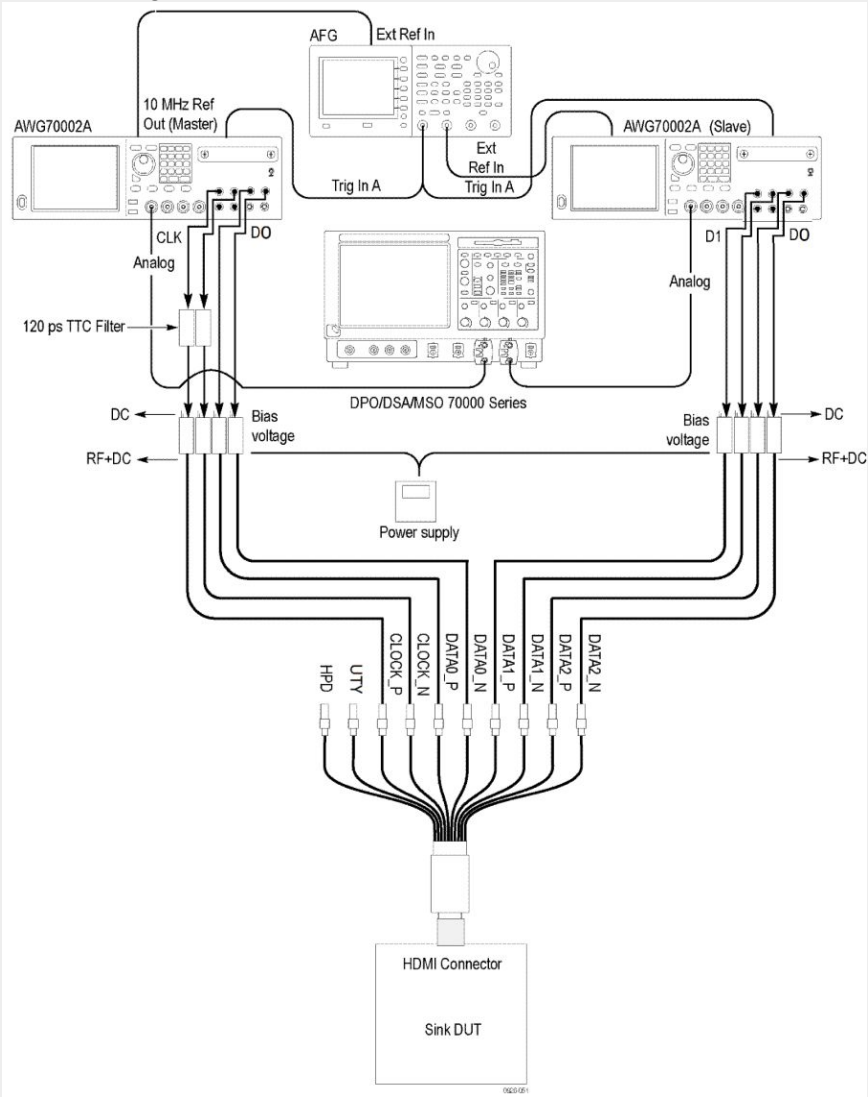 AFG
Ext Ref In
10 MHz Ref
Out (Master)
AWG70002A
AWG70002A (Slave)
Ext
Ref In
Trig In A
Trig In A
CLK
DO
Analog
D1
DO
Analog
120 ps TTC Filter
DPO/DSA/MSO 70000 Series
DC
Bias
voltage
RF+DC
Bias
voltage
DC
RF+DC
Power supply
HPD
UTY
CLOCK_P
CLOCK_N
DATA0_P
DATA0_N
DATA1_P
DATA1_N
DATA2_P
DATA2_N
HDMI Connector
Sink DUT